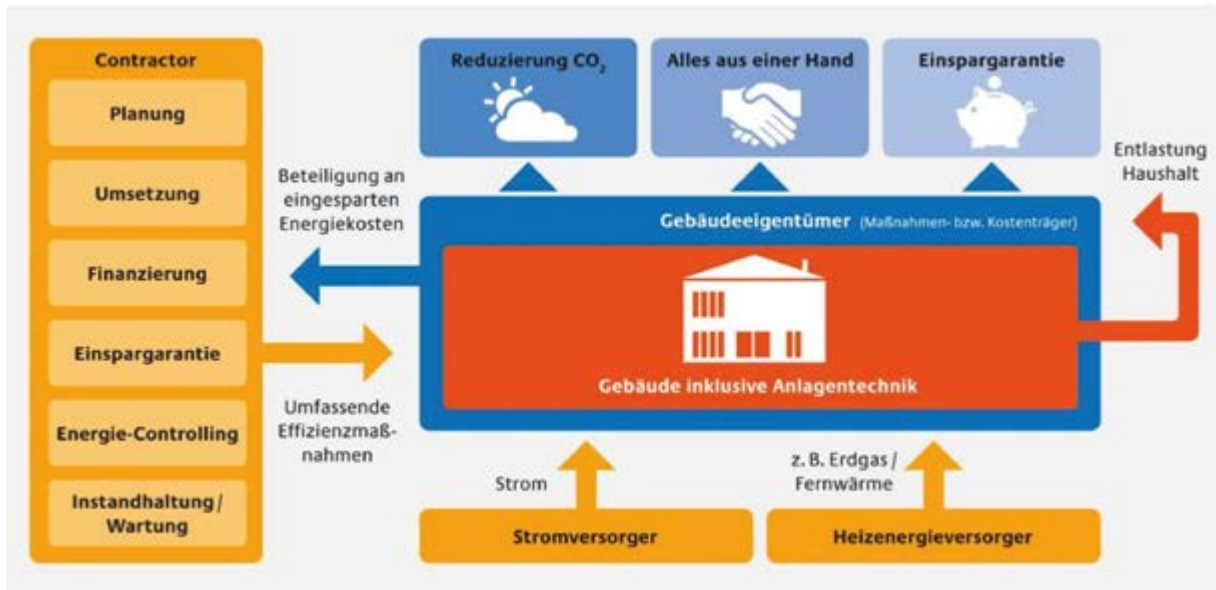 Contractor
Planung
Umsetzung
Finanzierung
Einspargarantie
Energie-Controlling
Instandhaltung/
Wartung
Beteiligung an
eingesparten
Energiekosten
Umfassende
Effizienzmaß-
nahmen
Reduzierung CO₂
Alles aus einer Hand
Einspargarantie
Entlastung
Haushalt
Gebäudeeigentümer (Maßnahmen- bzw. Kostenträger)
Gebäude inklusive Anlagentechnik
Strom
z. B. Erdgas /
Fernwärme
Stromversorger
Heizenergieversorger